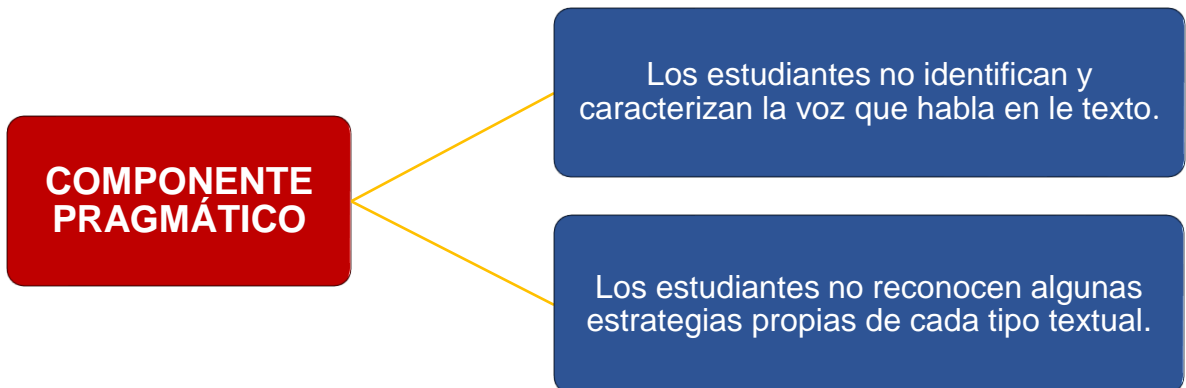 COMPONENTE
PRAGMÁTICO
Los estudiantes no identifican y
caracterizan la voz que habla en le texto.
Los estudiantes no reconocen algunas
estrategias propias de cada tipo textual.